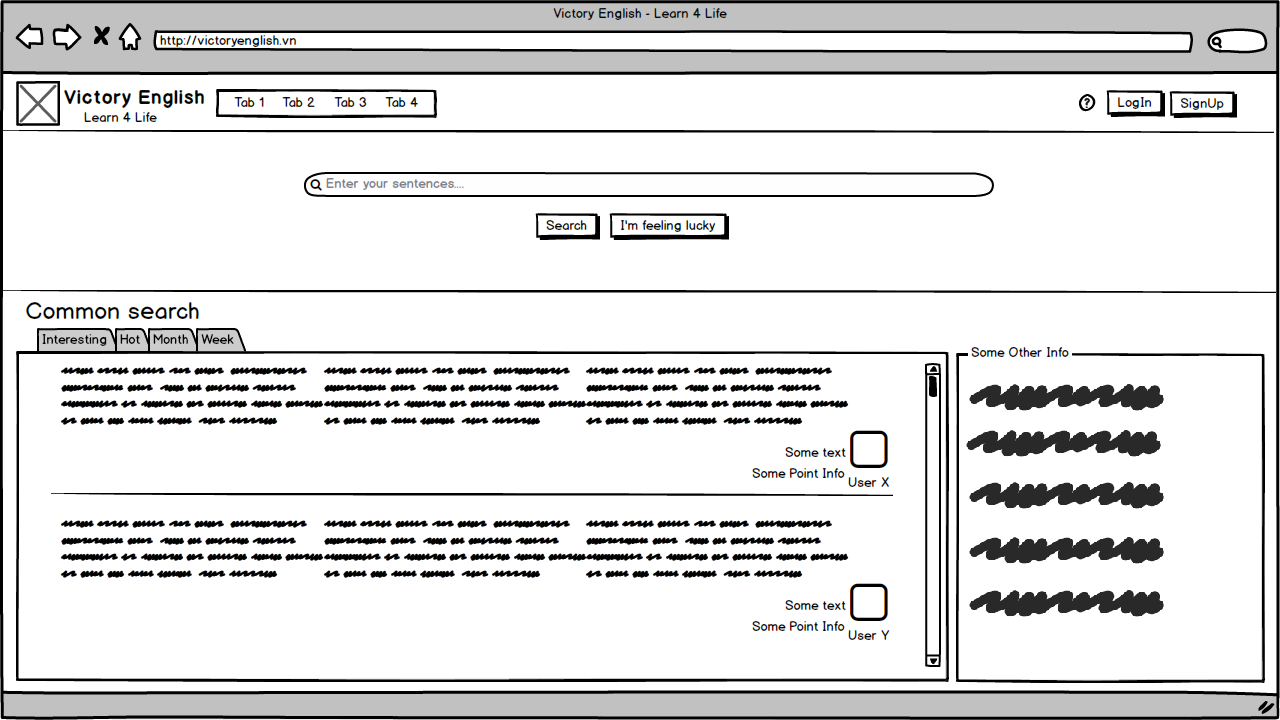 Victory English - Learn 4 Life
http://victoryenglish.vn
Victory English
Learn 4 Life
Tab 1 Tab 2 Tab 3 Tab 4
?
LogIn
SignUp
Enter your sentences....
Search
I'm feeling lucky
Common search
Interesting Hot Month Week
Some text
Some Point Info
User X
Some text
Some Point Info
User Y
Some Other Info